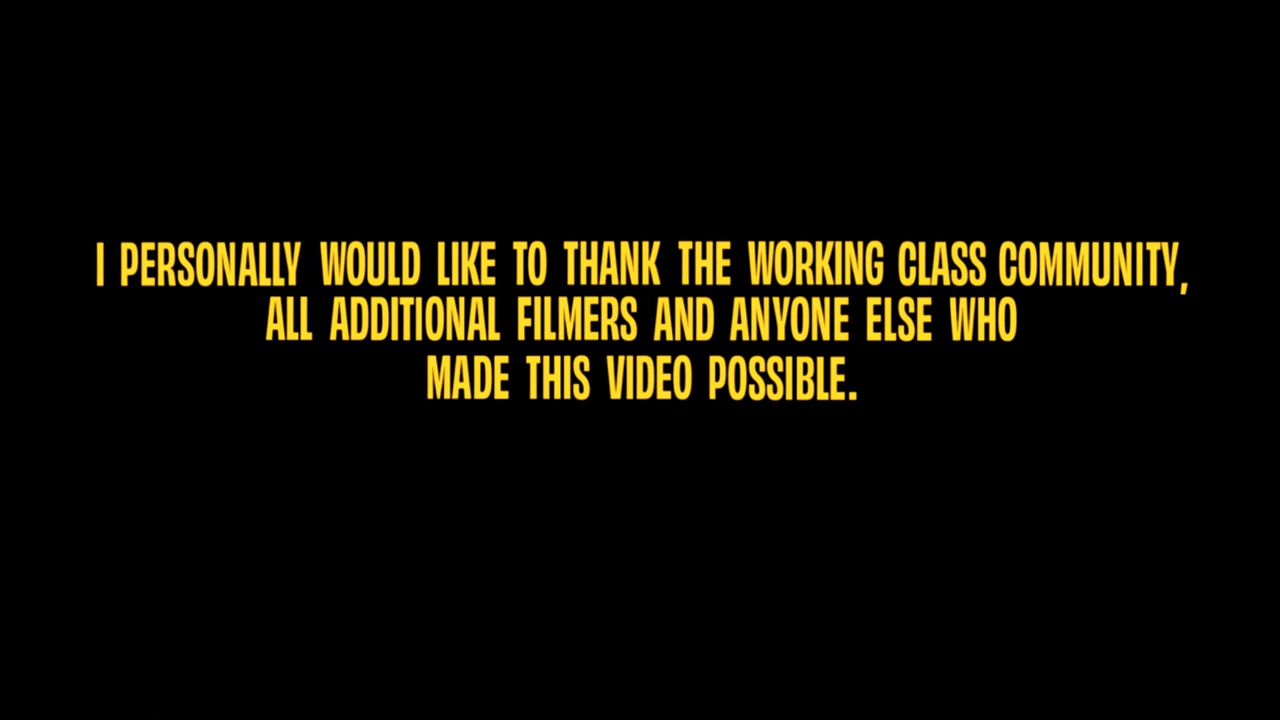 I PERSONALLY WOULD LIKE TO THANK THE WORKING CLASS COMMUNITY,
ALL ADDITIONAL FILMERS AND ANYONE ELSE WHO
MADE THIS VIDEO POSSIBLE.